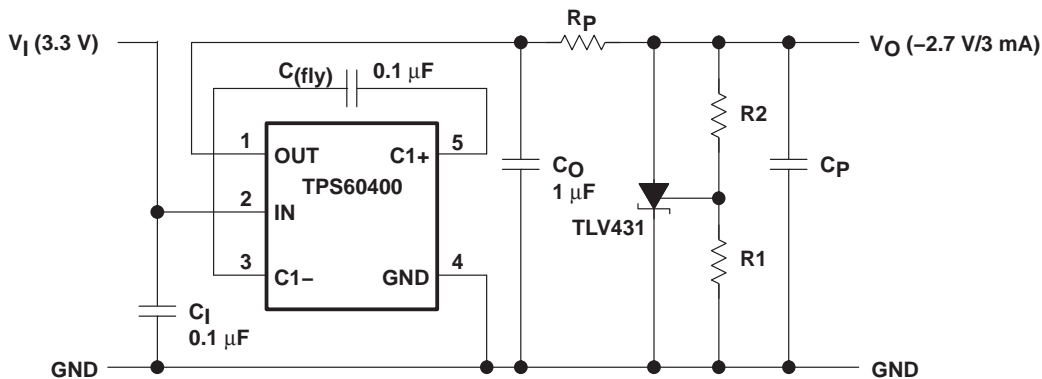 RP
VI (3.3 V)
VO (–2.7 V/3 mA)
C(fly)
0.1 μF
R2
1
5
OUT
C1+
TPS60400
CO
1 μF
CP
2
IN
TLV431
R1
3
4
C1–
GND
CI
0.1 μF
GND
GND